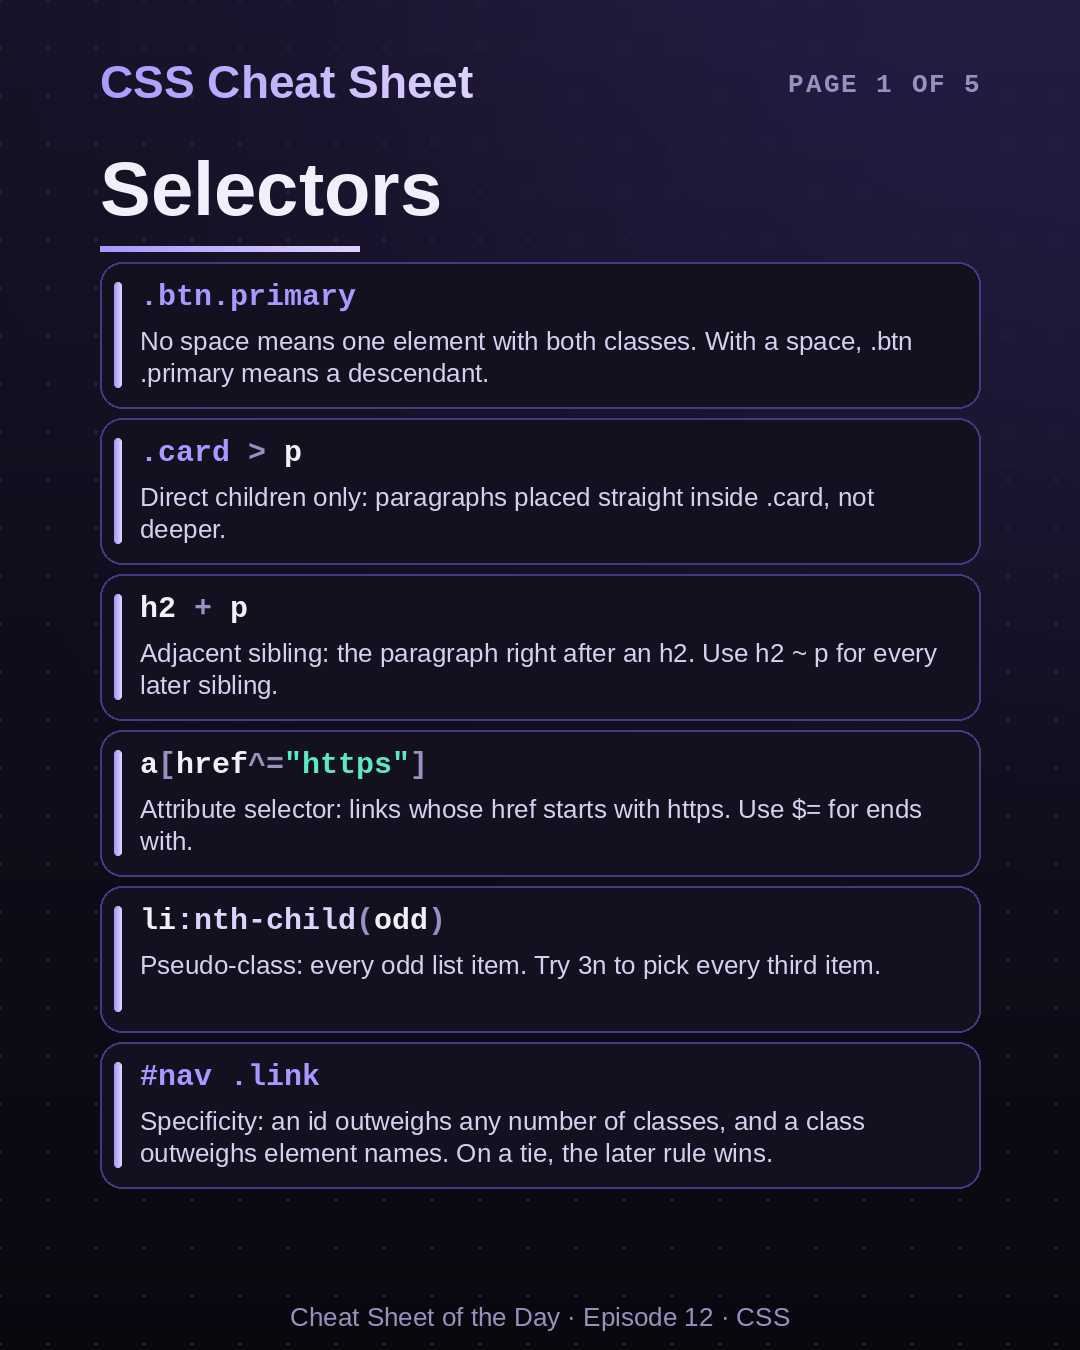 CSS Cheat Sheet
PAGE 1 OF 5
Selectors
.btn.primary
No space means one element with both classes. With a space, .btn
.primary means a descendant.
.card > p
Direct children only: paragraphs placed straight inside .card, not
deeper.
h2 + p
Adjacent sibling: the paragraph right after an h2. Use h2 ~ p for every
later sibling.
a[href^="https"]
Attribute selector: links whose href starts with https. Use $= for ends
with.
li:nth-child(odd)
Pseudo-class: every odd list item. Try 3n to pick every third item.
#nav .link
Specificity: an id outweighs any number of classes, and a class
outweighs element names. On a tie, the later rule wins.
Cheat Sheet of the Day · Episode 12 · CSS